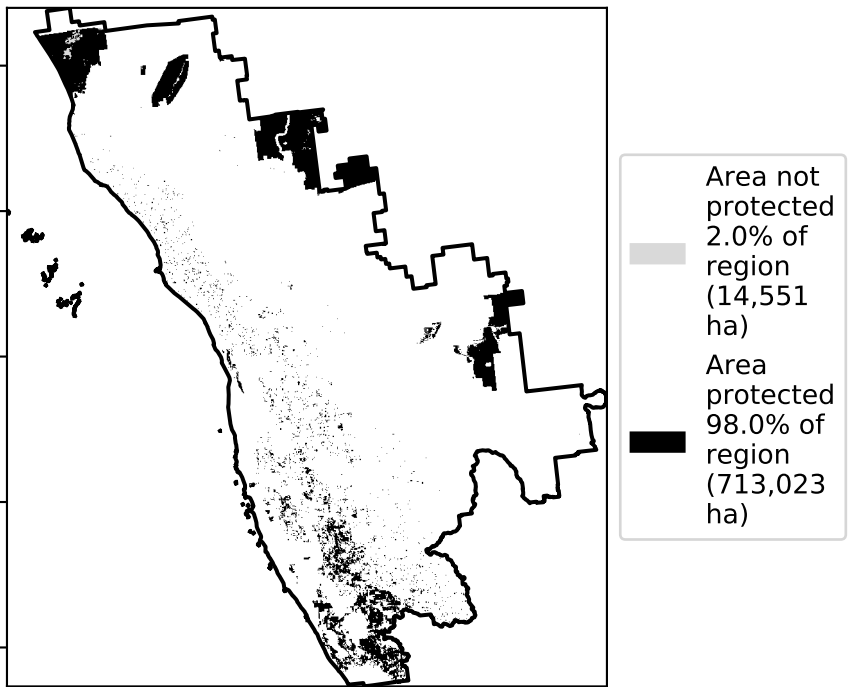 Area not
protected
2.0% of
region
(14,551
ha)
Area
protected
98.0% of
region
(713,023
ha)